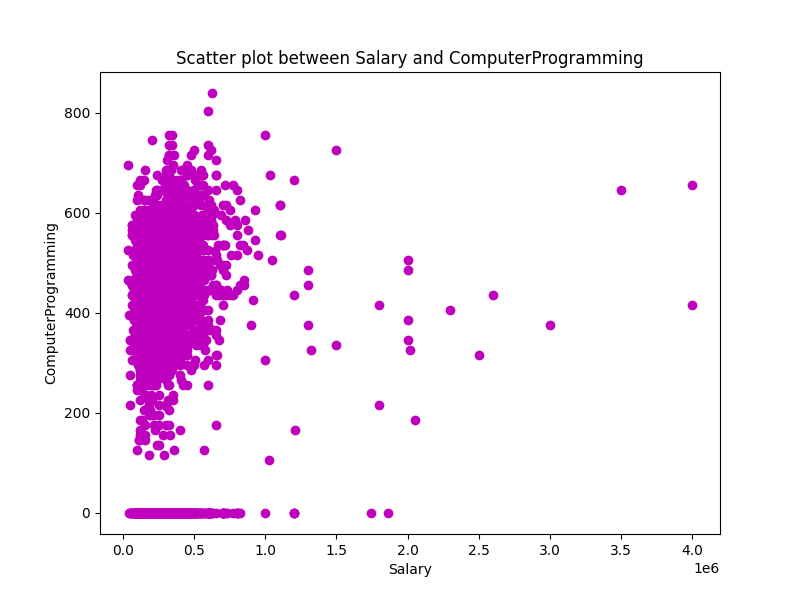 Scatter plot between Salary and ComputerProgramming
800
600
400
200
0
ComputerProgramming
0.0 0.5 1.0 1.5 2.0 2.5 3.0 3.5 4.0
1e6
Salary